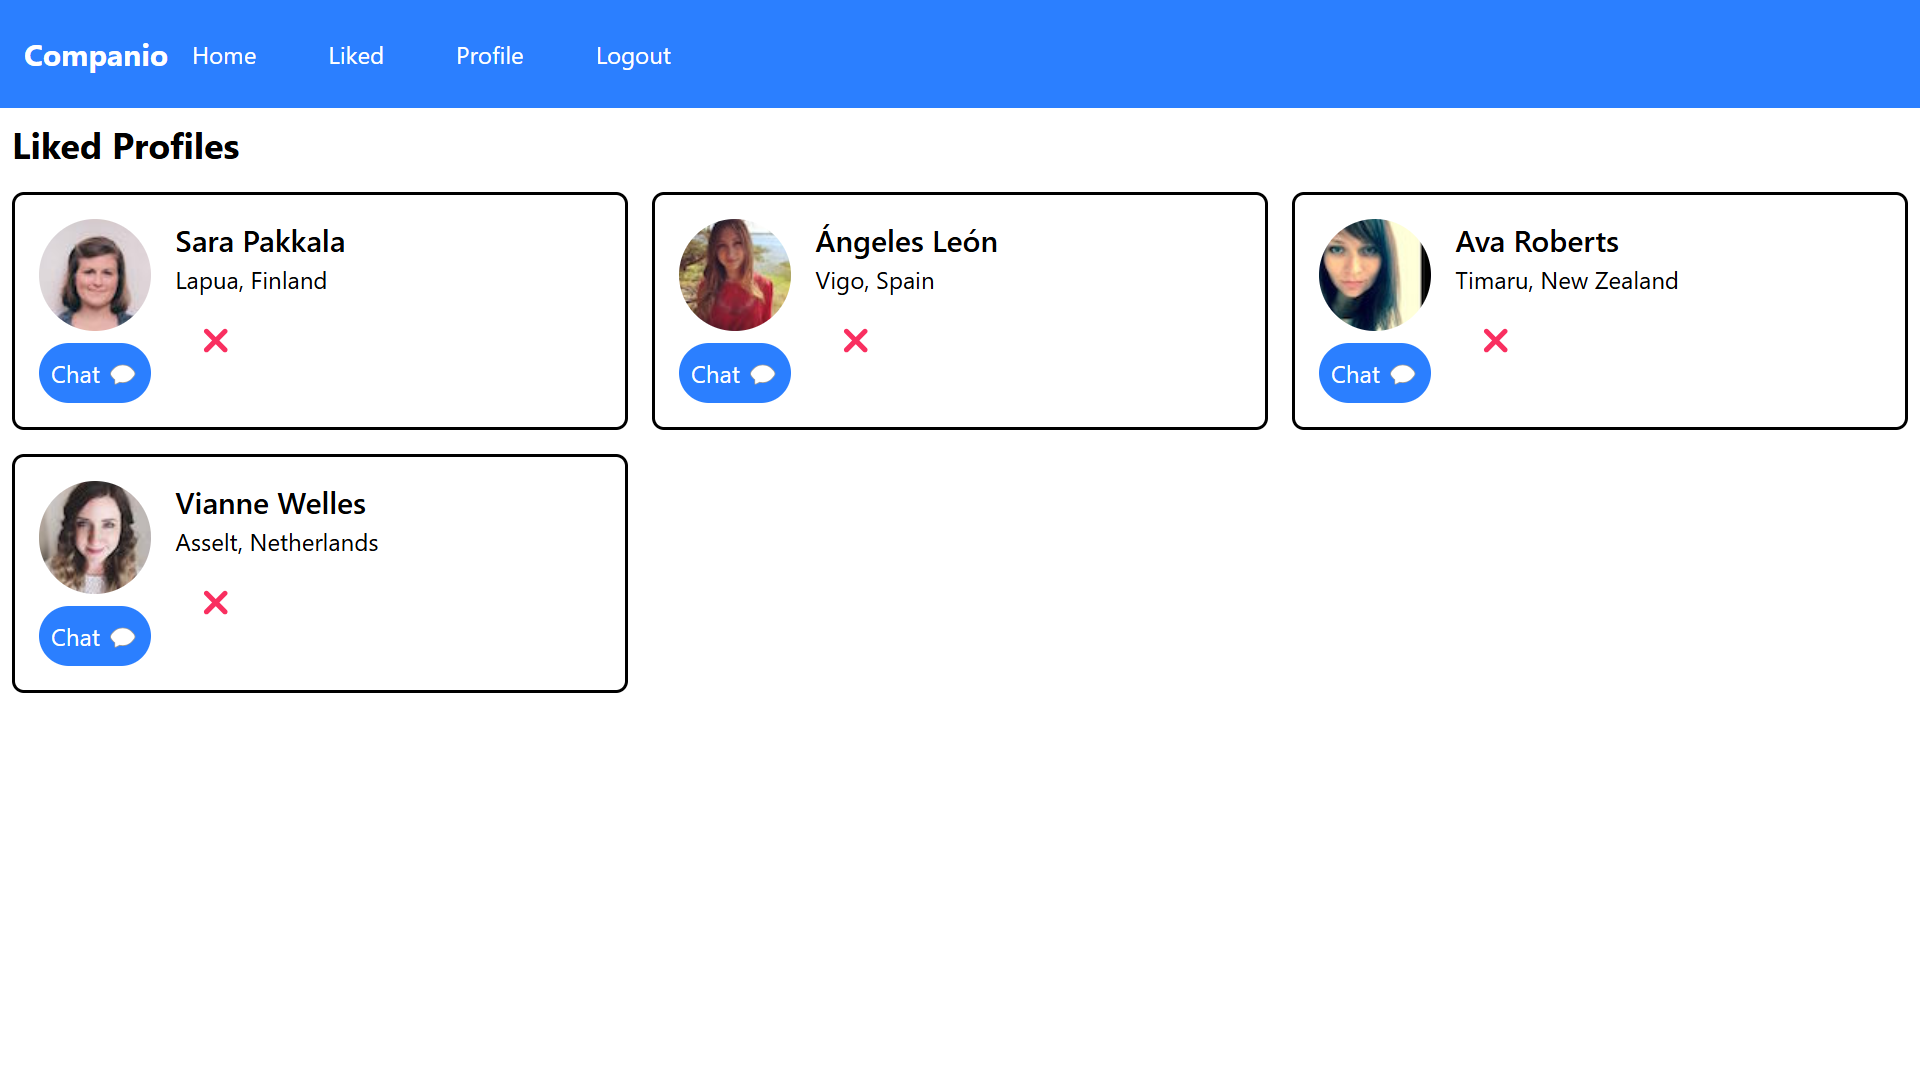 Companio Home Liked Profile Logout
Liked Profiles
Sara Pakkala
Lapua, Finland
Chat
Ángeles León
Vigo, Spain
Chat
Ava Roberts
Timaru, New Zealand
Chat
Vianne Welles
Asselt, Netherlands
Chat